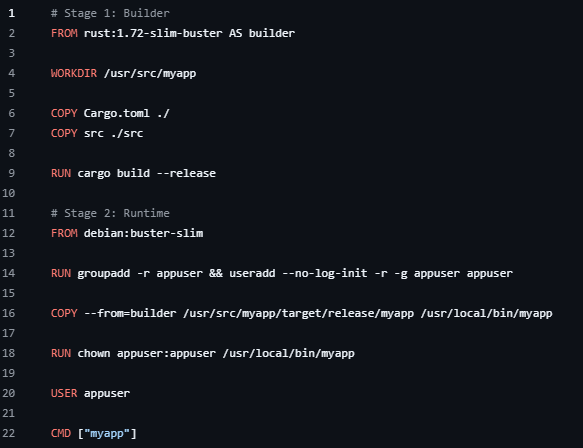 1 # Stage 1: Builder
2 FROM rust:1.72-slim-buster AS builder
3
4 WORKDIR /usr/src/myapp
5
6 COPY Cargo.toml ./
7 COPY src ./src
8
9 RUN cargo build --release
10
11 # Stage 2: Runtime
12 FROM debian:buster-slim
13
14 RUN groupadd -r appuser && useradd --no-log-init -r -g appuser appuser
15
16 COPY --from=builder /usr/src/myapp/target/release/myapp /usr/local/bin/myapp
17
18 RUN chown appuser:appuser /usr/local/bin/myapp
19
20 USER appuser
21
22 CMD ["myapp"]